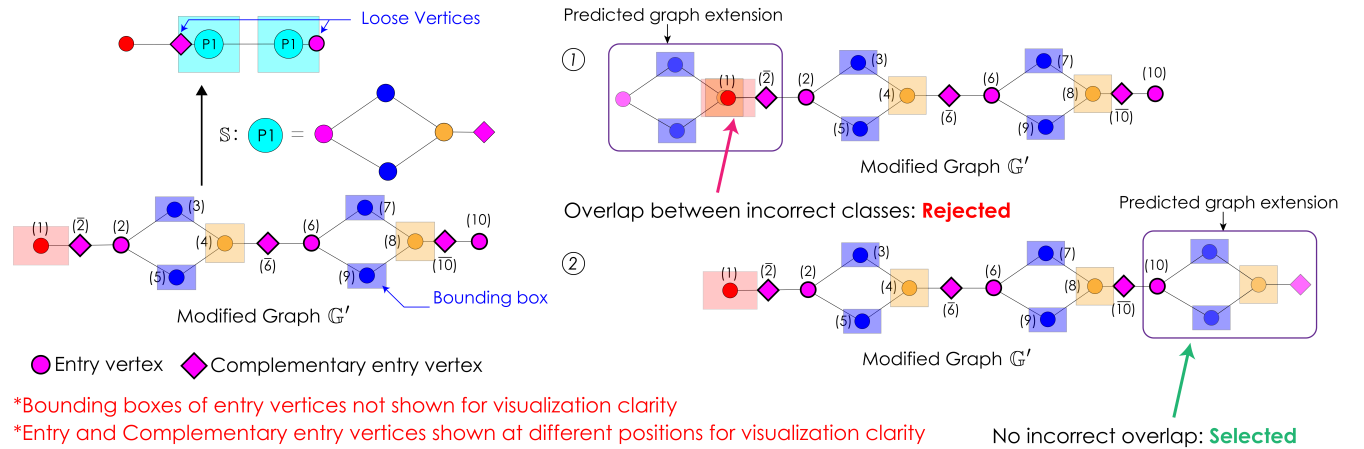 Loose Vertices
P1
P1
𝕊: P1 =
(1)
(2̅)
(2)
(3)
(4)
(5)
(6̅)
(6)
(7)
(8)
(9)
(1̅0̅)
(10)
Bounding box
Modified Graph 𝔾′
Entry vertex
Complementary entry vertex
*Bounding boxes of entry vertices not shown for visualization clarity
*Entry and Complementary entry vertices shown at different positions for visualization clarity
Predicted graph extension
1
(1)
(2̅)
(2)
(3)
(4)
(5)
(6̅)
(6)
(7)
(8)
(9)
(1̅0̅)
(10)
Modified Graph 𝔾′
Overlap between incorrect classes: Rejected
Predicted graph extension
2
(1)
(2̅)
(2)
(3)
(4)
(5)
(6̅)
(6)
(7)
(8)
(9)
(1̅0̅)
(10)
Modified Graph 𝔾′
No incorrect overlap: Selected